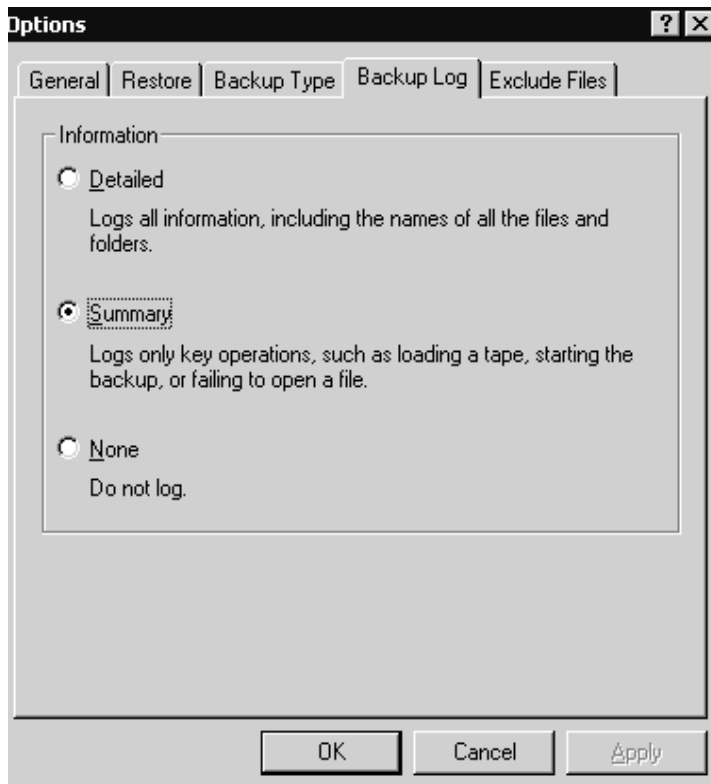 Options
General
Restore
Backup Type
Backup Log
Exclude Files
Information
Detailed
Logs all information, including the names of all the files and
folders.
Summary
Logs only key operations, such as loading a tape, starting the
backup, or failing to open a file.
None
Do not log.
OK
Cancel
Apply